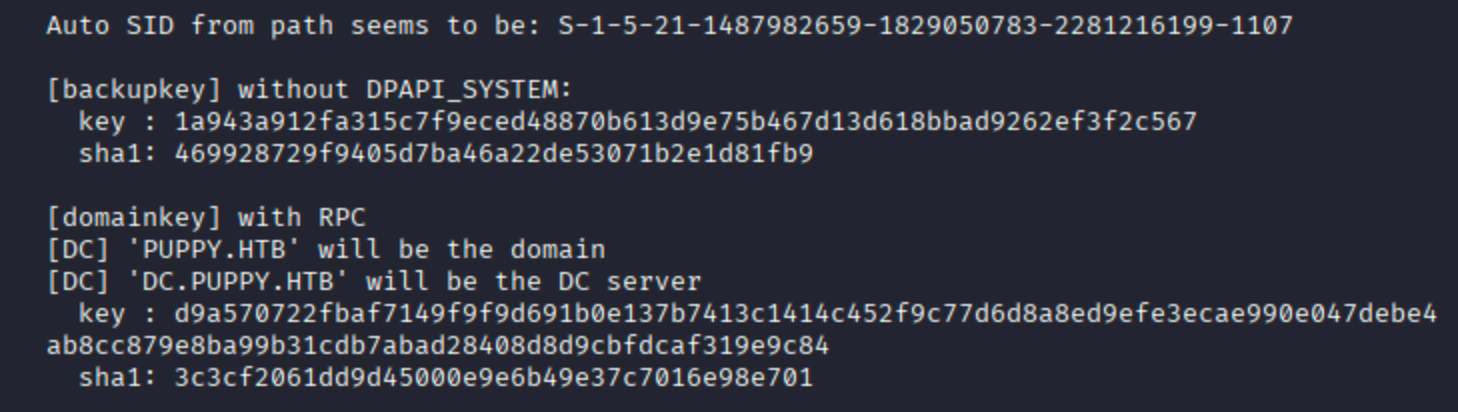 Auto SID from path seems to be: S-1-5-21-1487982659-1829050783-2281216199-1107
[backupkey] without DPAPI_SYSTEM:
key : 1a943a912fa315c7f9eced48870b613d9e75b467d13d618bbad9262ef3f2c567
sha1: 469928729f9405d7ba46a22de53071b2e1d81fb9
[domainkey] with RPC
[DC] 'PUPPY.HTB' will be the domain
[DC] 'DC.PUPPY.HTB' will be the DC server
key : d9a570722fbaf7149f9f9d691b0e137b7413c1414c452f9c77d6d8a8ed9efe3ecae990e047debe4
ab8cc879e8ba99b31cdb7abad28408d8d9cbfdcaf319e9c84
sha1: 3c3cf2061dd9d45000e9e6b49e37c7016e98e701